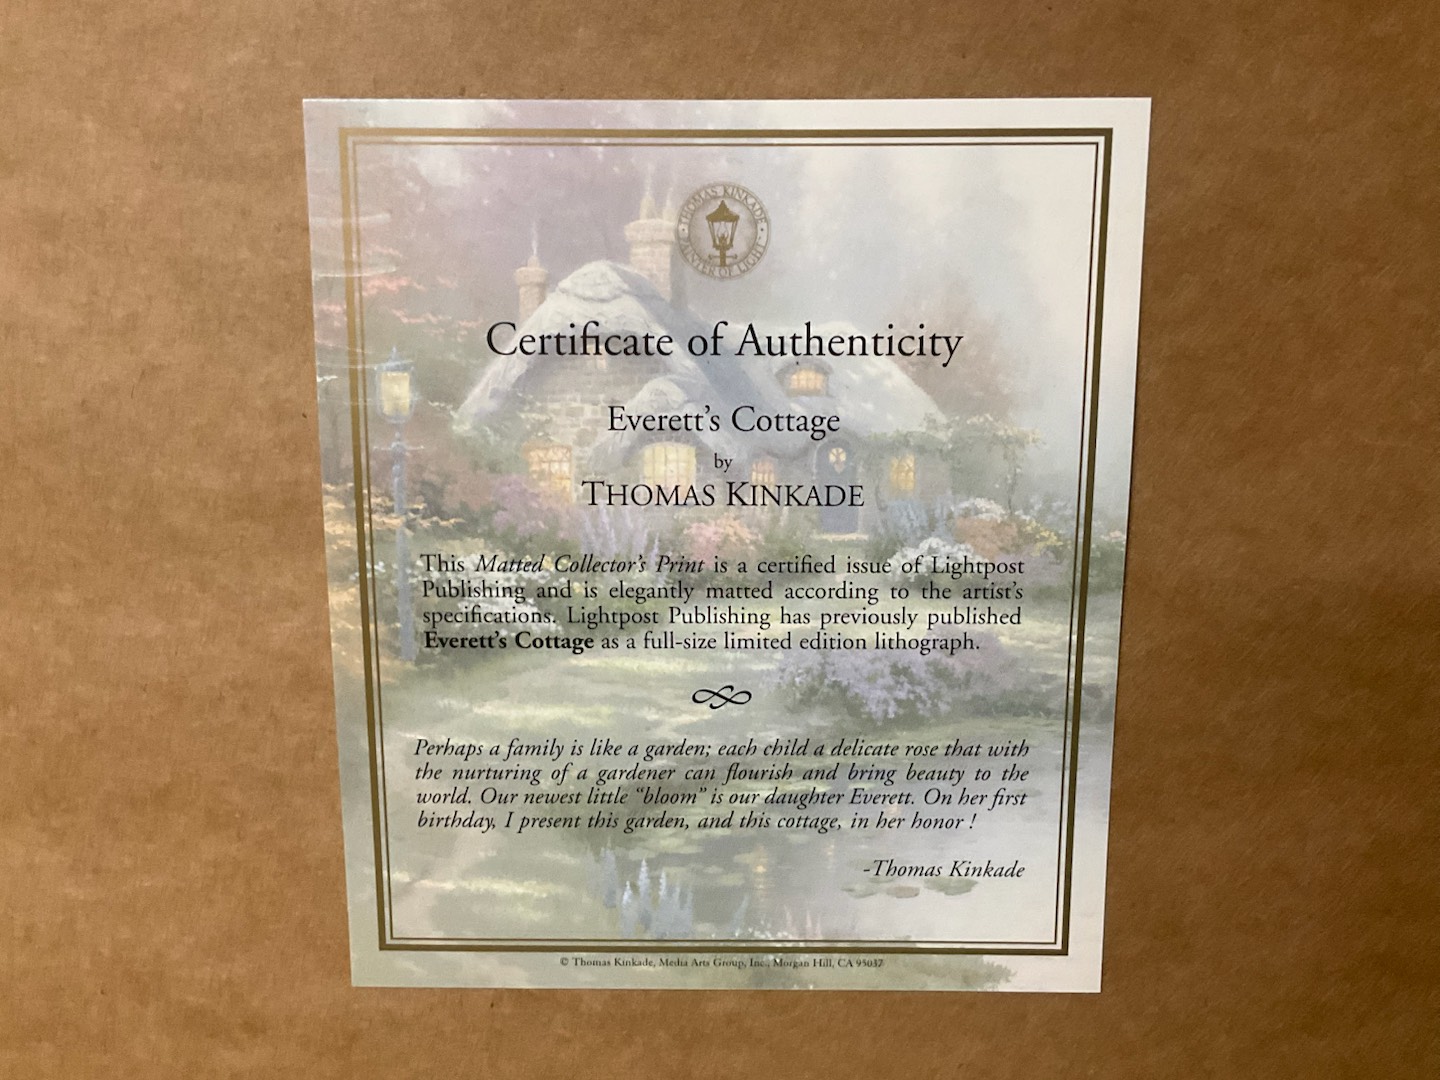 THOMAS KINKADE
PAINTER OF LIGHT
Certificate of Authenticity
Everett's Cottage
by
THOMAS KINKADE
This Matted Collector's Print is a certified issue of Lightpost
Publishing and is elegantly matted according to the artist's
specifications. Lightpost Publishing has previously published
Everett's Cottage as a full-size limited edition lithograph.
Perhaps a family is like a garden; each child a delicate rose that with
the nurturing of a gardener can flourish and bring beauty to the
world. Our newest little "bloom" is our daughter Everett. On her first
birthday, I present this garden, and this cottage, in her honor !
-Thomas Kinkade
© Thomas Kinkade, Media Arts Group, Inc., Morgan Hill, CA 95037